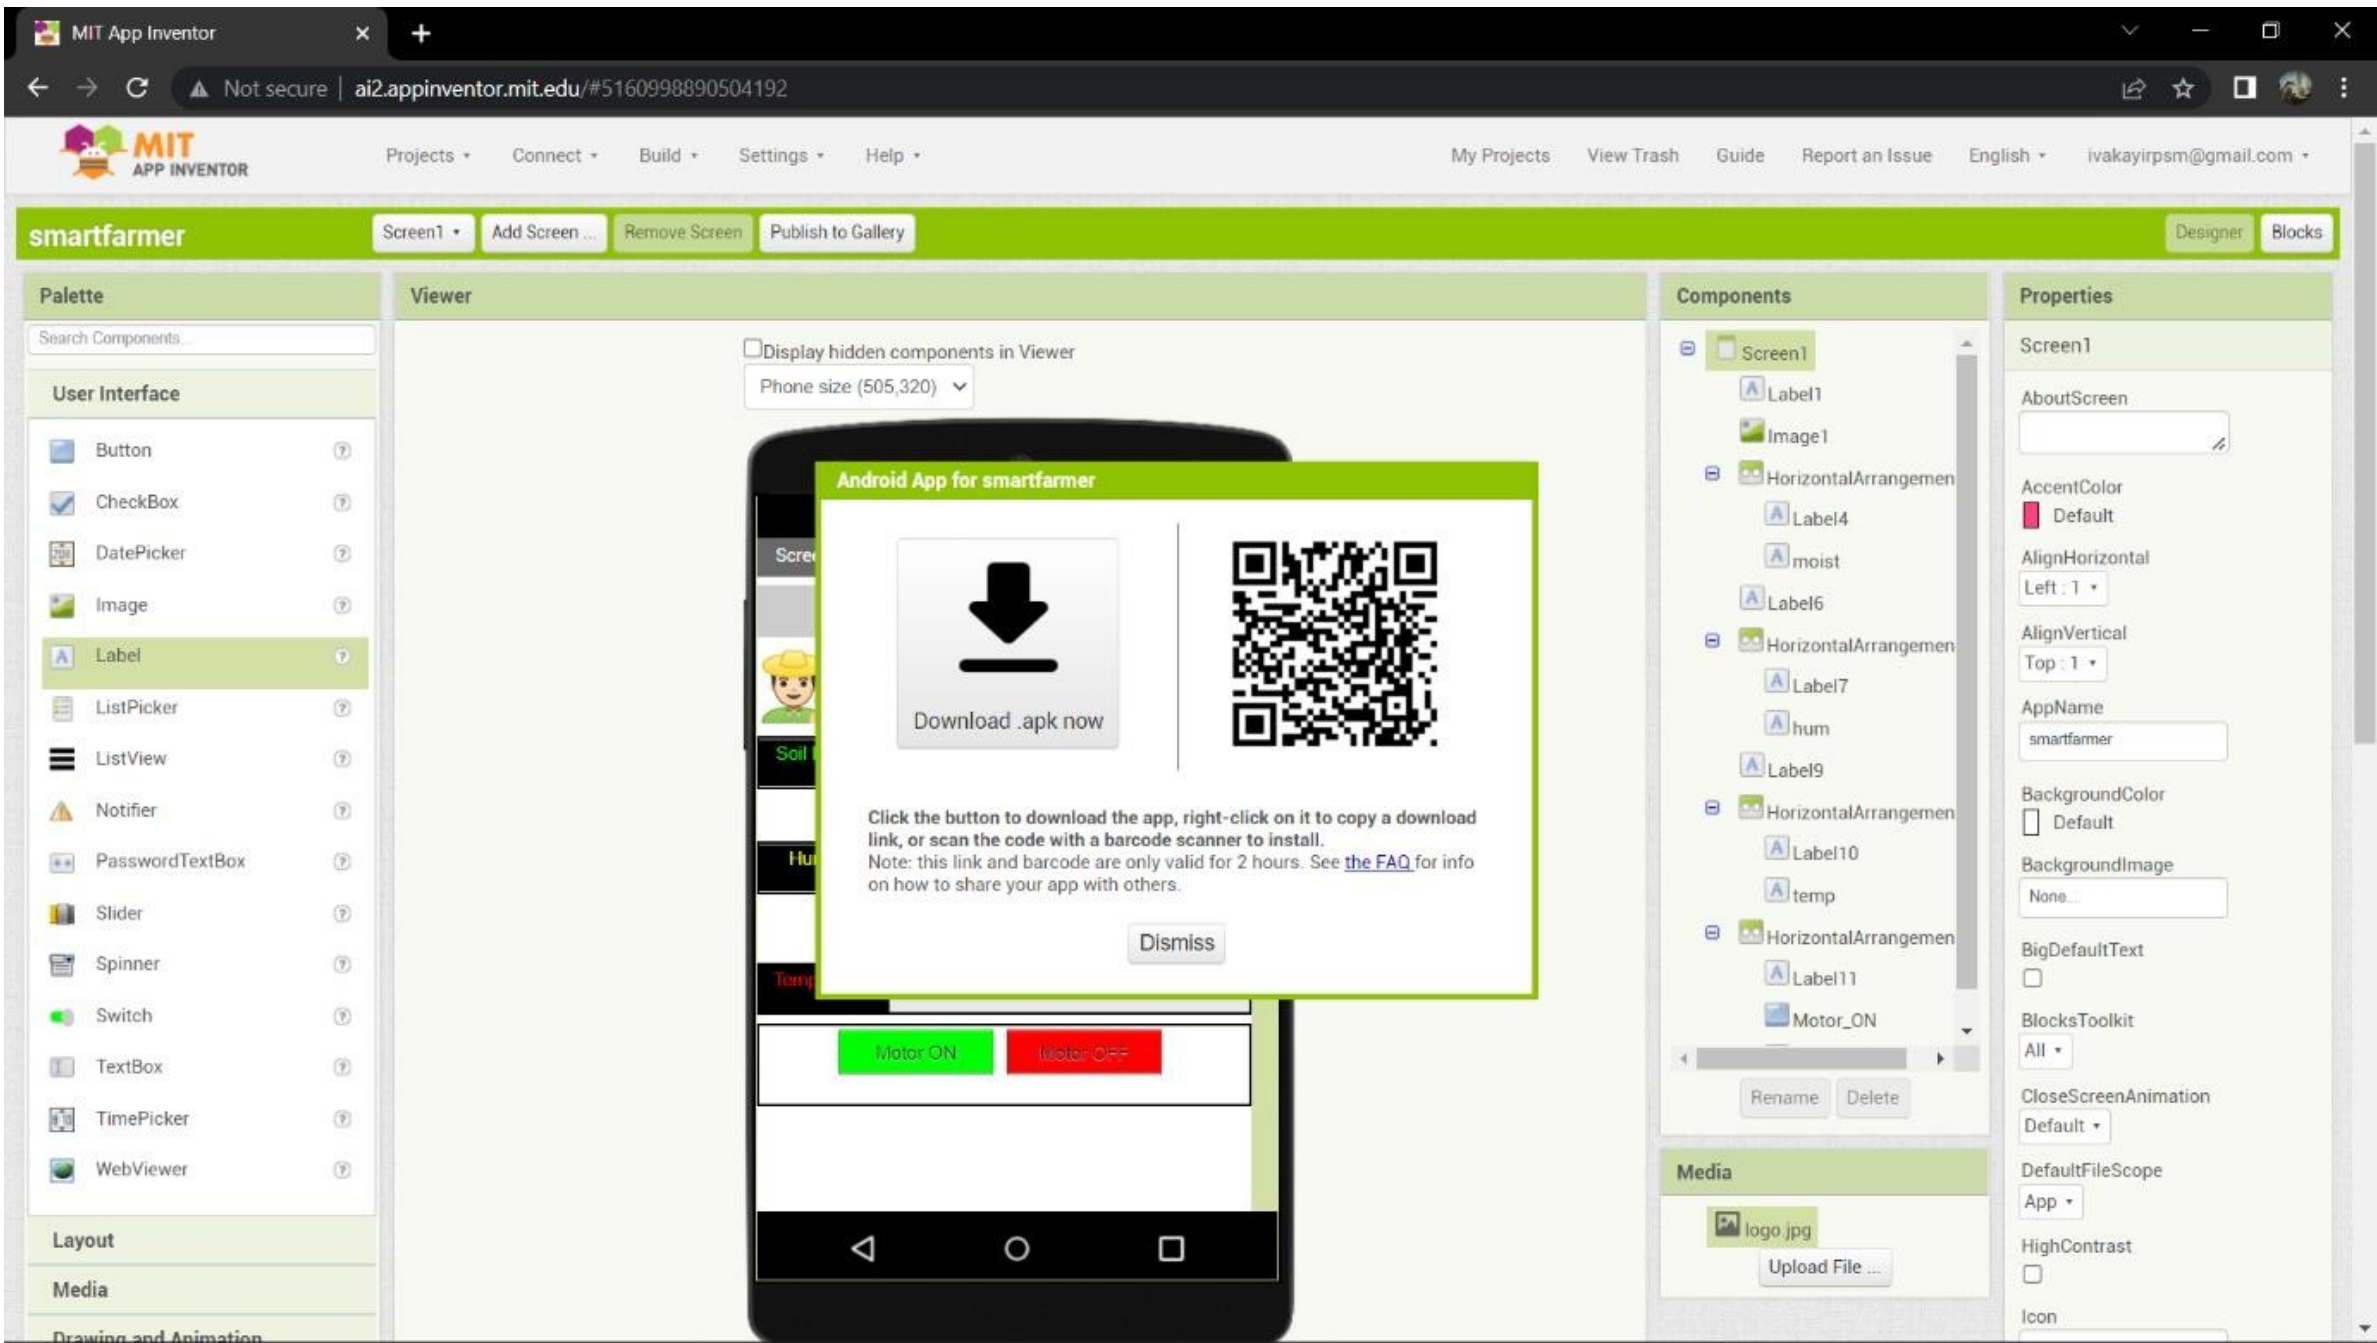 MIT App Inventor
Not secure | ai2.appinventor.mit.edu/#5160998890504192
MIT
APP INVENTOR
Projects Connect Build Settings Help My Projects View Trash Guide Report an Issue English ivakayirpsm@gmail.com
smartfarmer Screen1 Add Screen ... Remove Screen Publish to Gallery Designer Blocks
Palette
Search Components...
User Interface
Button
CheckBox
DatePicker
Image
Label
ListPicker
ListView
Notifier
PasswordTextBox
Slider
Spinner
Switch
TextBox
TimePicker
WebViewer
Layout
Media
Drawing and Animation
Viewer
Display hidden components in Viewer
Phone size (505,320)
Scree
Soil
Hu
Temp
Motor ON Motor OFF
Android App for smartfarmer
Download .apk now
Click the button to download the app, right-click on it to copy a download
link, or scan the code with a barcode scanner to install.
Note: this link and barcode are only valid for 2 hours. See the FAQ for info
on how to share your app with others.
Dismiss
Components
Screen1
Label1
Image1
HorizontalArrangemen
Label4
moist
Label6
HorizontalArrangemen
Label7
hum
Label9
HorizontalArrangemen
Label10
temp
HorizontalArrangemen
Label11
Motor_ON
Rename Delete
Media
logo.jpg
Upload File ...
Properties
Screen1
AboutScreen
AccentColor
Default
AlignHorizontal
Left : 1
AlignVertical
Top : 1
AppName
smartfarmer
BackgroundColor
Default
BackgroundImage
None...
BigDefaultText
BlocksToolkit
All
CloseScreenAnimation
Default
DefaultFileScope
App
HighContrast
Icon